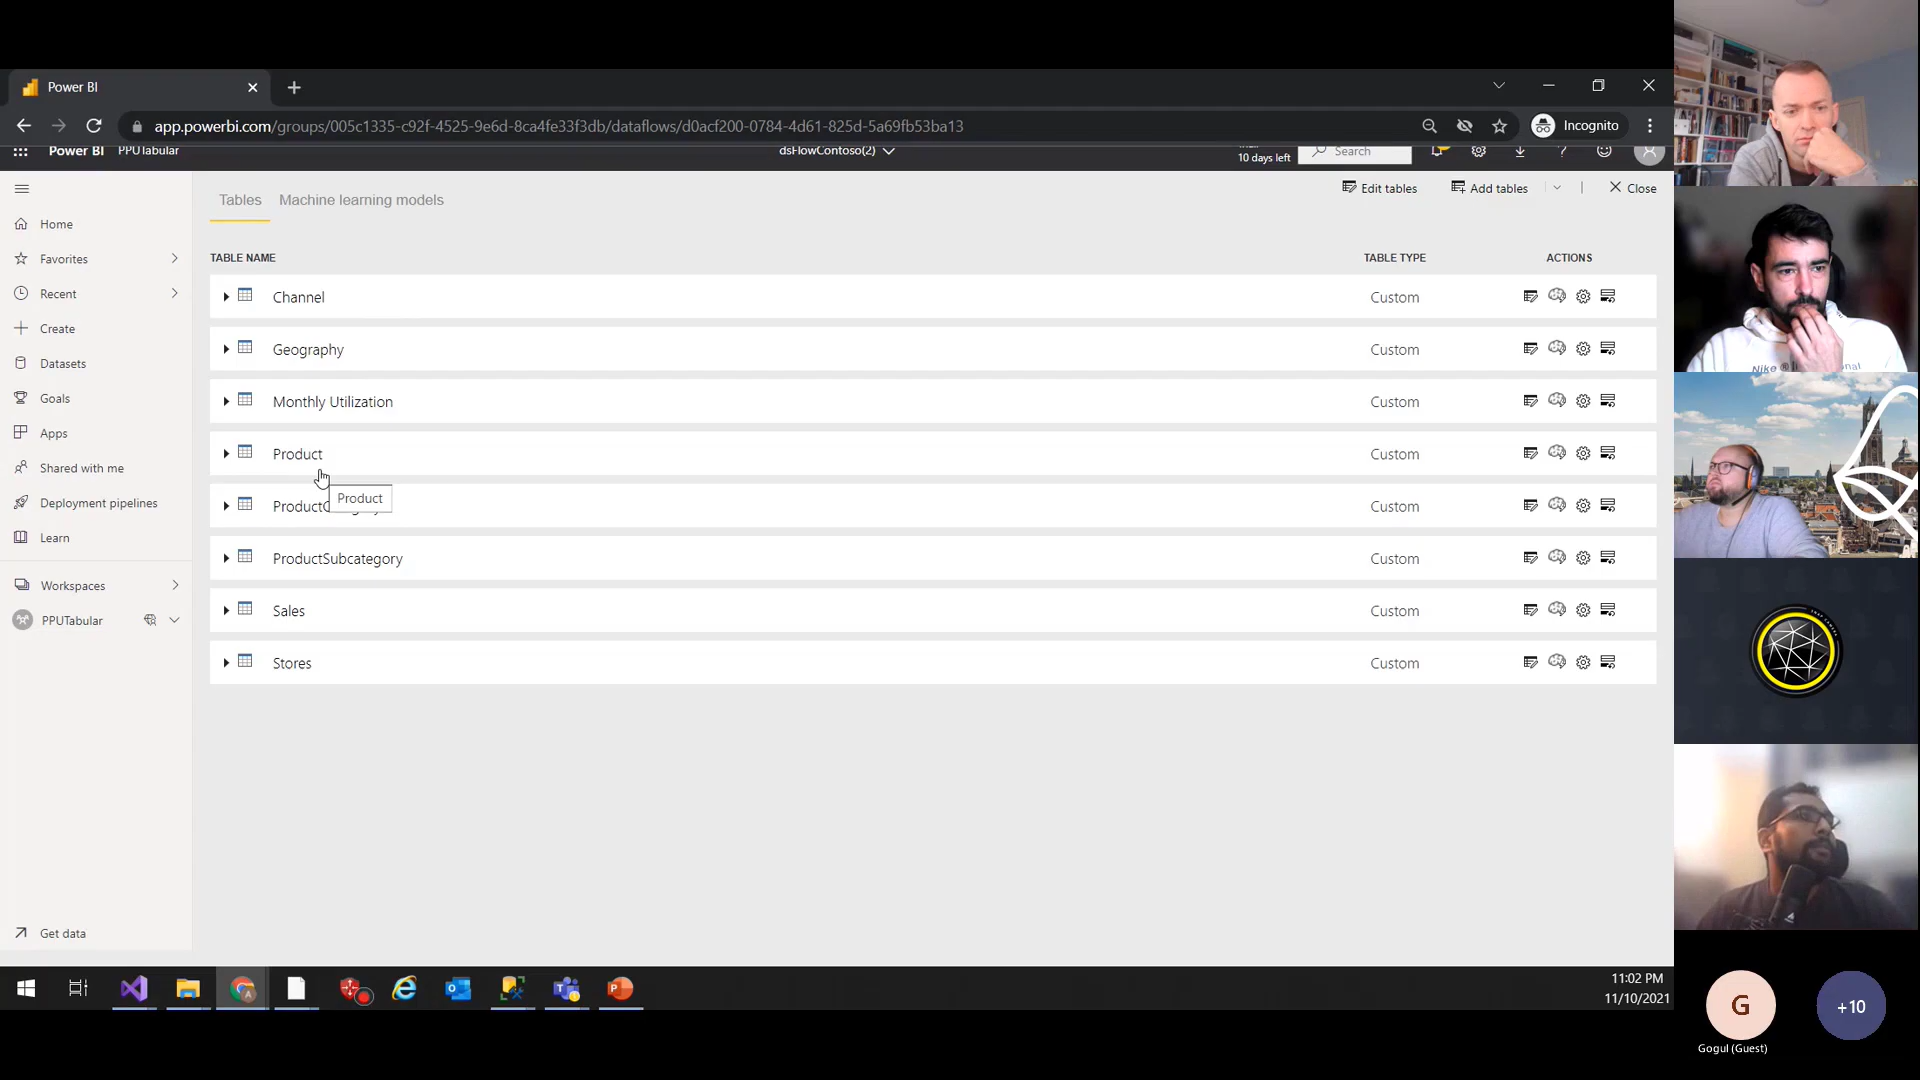 Power BI
app.powerbi.com/groups/005c1335-c92f-4525-9e6d-8ca4fe33f3db/dataflows/d0acf200-0784-4d61-825d-5a69fb53ba13
Incognito
Power BI PPUTabular
dsFlowContoso(2)
10 days left
Search
Tables
Machine learning models
Edit tables
Add tables
Close
Home
Favorites
Recent
Create
Datasets
Goals
Apps
Shared with me
Deployment pipelines
Learn
Workspaces
PPUTabular
Get data
TABLE NAME TABLE TYPE ACTIONS
Channel Custom
Geography Custom
Monthly Utilization Custom
Product Custom
Product
Custom
ProductSubcategory Custom
Sales Custom
Stores Custom
11:02 PM
11/10/2021
G
+10
Gogul (Guest)